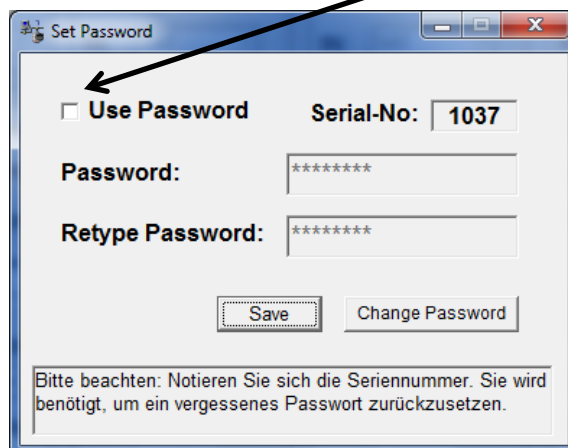 Set Password
Use Password Serial-No: 1037
Password: ********
Retype Password: ********
Save Change Password
Bitte beachten: Notieren Sie sich die Seriennummer. Sie wird
benötigt, um ein vergessenes Passwort zurückzusetzen.